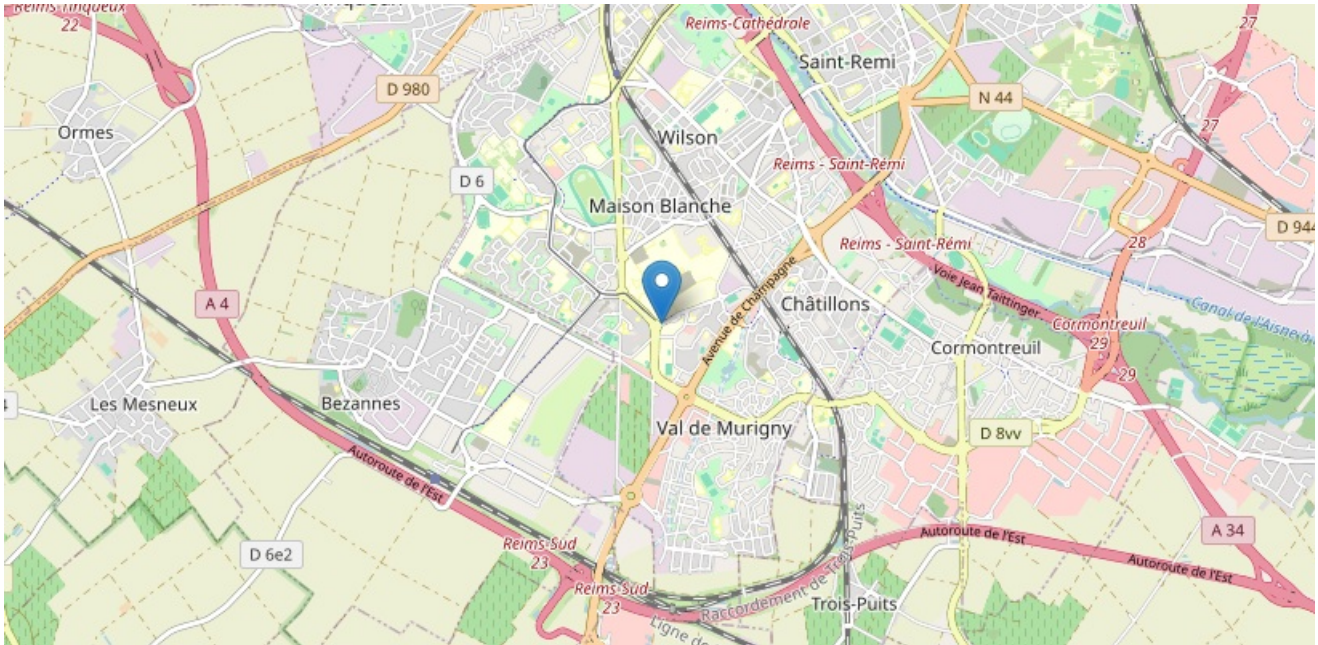 Reims-Tinqueux
22
Reims-Cathédrale
27
Saint-Remi
D 980
N 44
Ormes
Wilson
27
Reims - Saint-Rémi
D 6
Maison Blanche
D 944
28
Reims - Saint-Rémi
Voie Jean Taittinger
A 4
Châtillons
Avenue de Champagne
Canal de l'Aisne à
Cormontreuil
29
Cormontreuil
29
Les Mesneux
Bezannes
4
Val de Murigny
D 8vv
Autoroute de l'Est
Reims-Sud
23
D 6e2
Autoroute de l'Est
A 34
Autoroute de l'Est
Reims-Sud
23
Raccordement de Trois-Puits
Trois-Puits
Ligne de